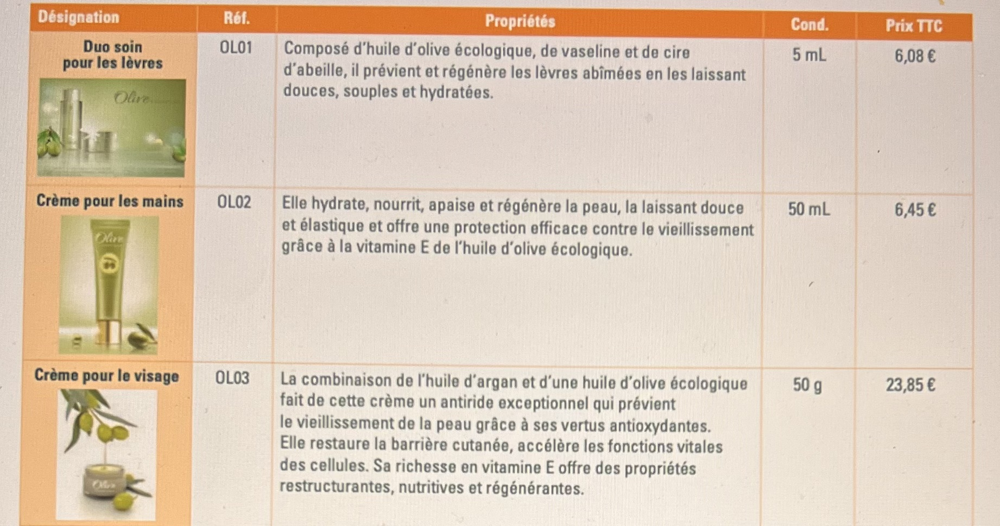 Désignation Réf. Propriétés Cond. Prix TTC
Duo soin
pour les lèvres
Olive
OL01
Composé d'huile d'olive écologique, de vaseline et de cire
d'abeille, il prévient et régénère les lèvres abîmées en les laissant
douces, souples et hydratées.
5 mL
6,08 €
Crème pour les mains
Olive
OL02
Elle hydrate, nourrit, apaise et régénère la peau, la laissant douce
et élastique et offre une protection efficace contre le vieillissement
grâce à la vitamine E de l'huile d'olive écologique.
50 mL
6,45 €
Crème pour le visage
Olive
OL03
La combinaison de l'huile d'argan et d'une huile d'olive écologique
fait de cette crème un antiride exceptionnel qui prévient
le vieillissement de la peau grâce à ses vertus antioxydantes.
Elle restaure la barrière cutanée, accélère les fonctions vitales
des cellules. Sa richesse en vitamine E offre des propriétés
restructurantes, nutritives et régénérantes.
50 g
23,85 €